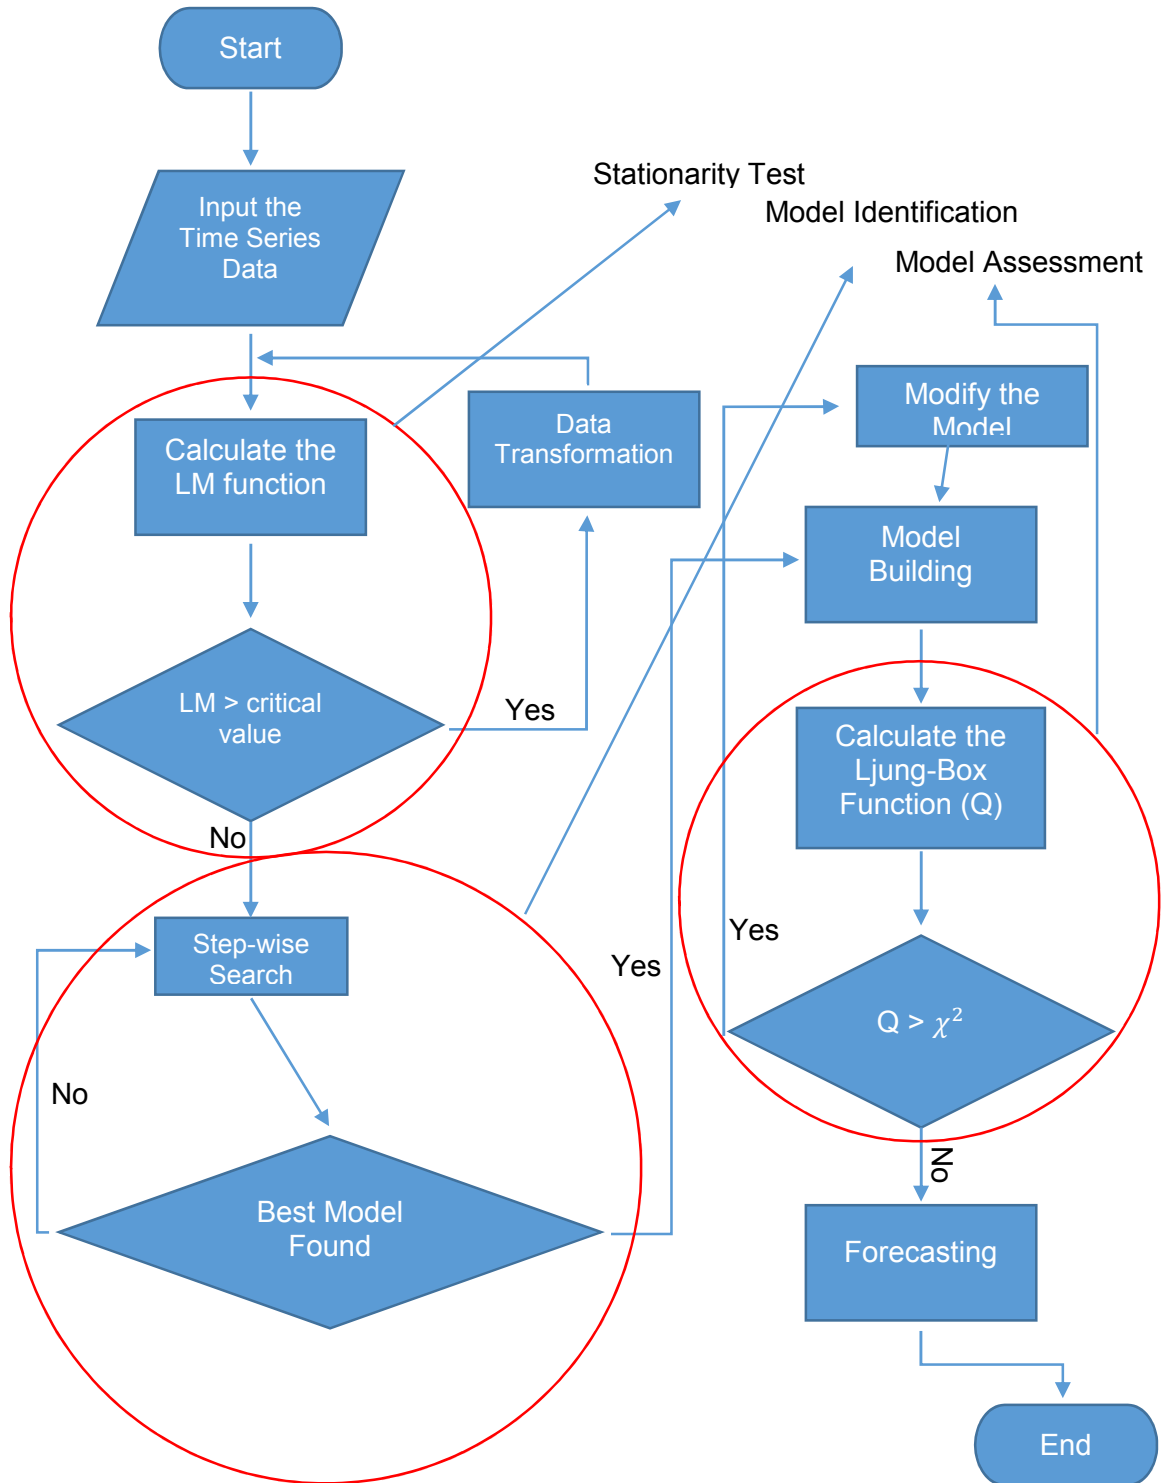 Start
Input the
Time Series
Data
Stationarity Test
Model Identification
Model Assessment
Calculate the
LM function
Data
Transformation
Modify the
Model
Model
Building
LM > critical
value
Yes
No
Calculate the
Ljung-Box
Function (Q)
Step-wise
Search
Yes
Yes
No
Q > χ²
Best Model
Found
No
Forecasting
End